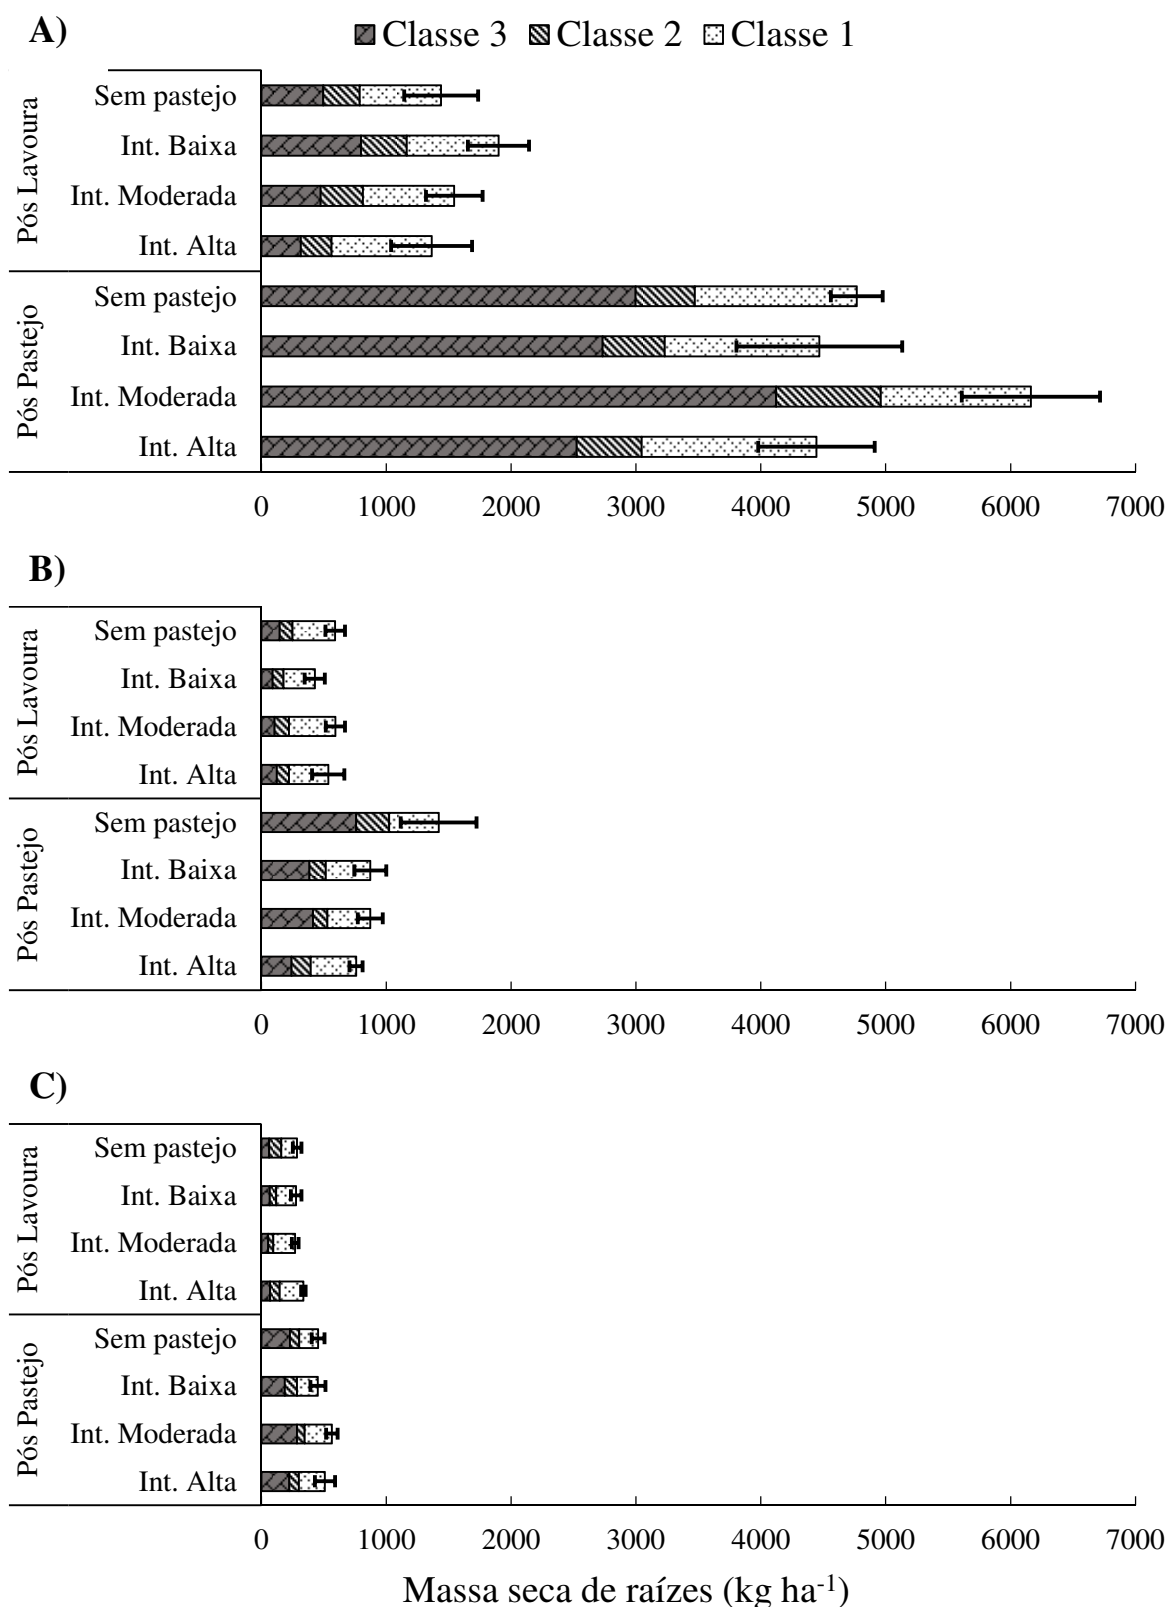 A)
Classe 3 Classe 2 Classe 1
Pós Lavoura
Sem pastejo
Int. Baixa
Int. Moderada
Int. Alta
Pós Pastejo
Sem pastejo
Int. Baixa
Int. Moderada
Int. Alta
0 1000 2000 3000 4000 5000 6000 7000
B)
Pós Lavoura
Sem pastejo
Int. Baixa
Int. Moderada
Int. Alta
Pós Pastejo
Sem pastejo
Int. Baixa
Int. Moderada
Int. Alta
0 1000 2000 3000 4000 5000 6000 7000
C)
Pós Lavoura
Sem pastejo
Int. Baixa
Int. Moderada
Int. Alta
Pós Pastejo
Sem pastejo
Int. Baixa
Int. Moderada
Int. Alta
0 1000 2000 3000 4000 5000 6000 7000
Massa seca de raízes (kg ha⁻¹)